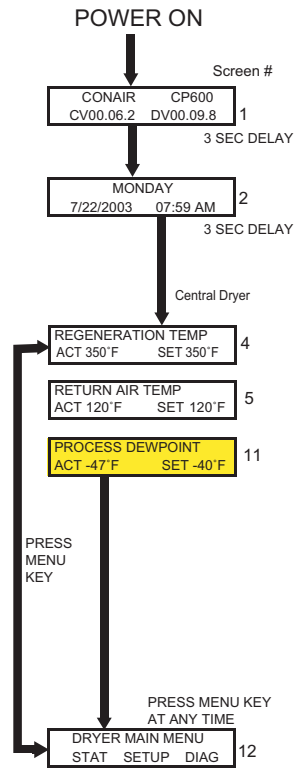 POWER ON
Screen #
CONAIR CP600
CV00.06.2 DV00.09.8
1
3 SEC DELAY
MONDAY
7/22/2003 07:59 AM
2
3 SEC DELAY
Central Dryer
REGENERATION TEMP
ACT 350˚F SET 350˚F
4
RETURN AIR TEMP
ACT 120˚F SET 120˚F
5
PROCESS DEWPOINT
ACT -47˚F SET -40˚F
11
PRESS
MENU
KEY
PRESS MENU KEY
AT ANY TIME
DRYER MAIN MENU
STAT SETUP DIAG
12